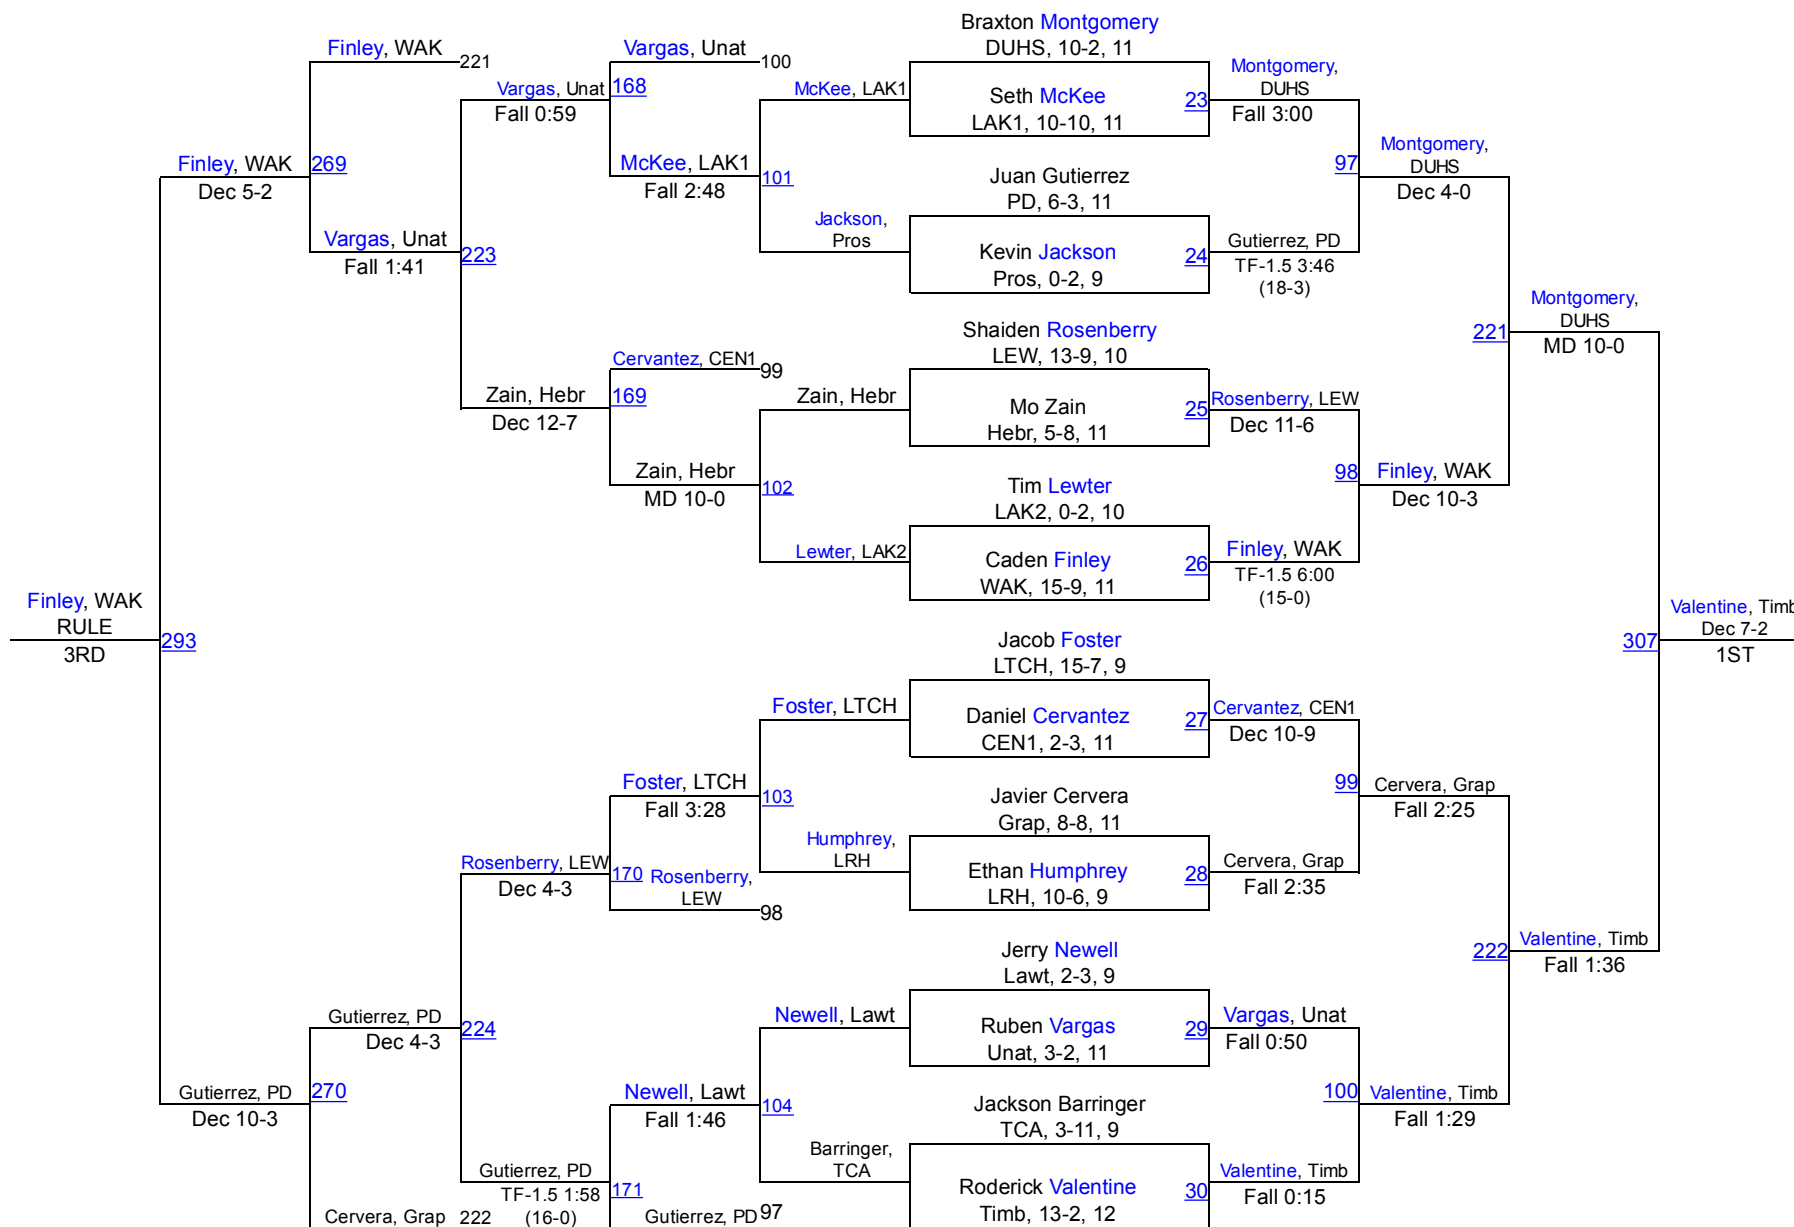 Braxton Montgomery
DUHS, 10-2, 11
Finley, WAK
221
Vargas, Unat
100
Montgomery,
DUHS
Vargas, Unat
168
McKee, LAK1
Seth McKee
23
Fall 0:59
LAK1, 10-10, 11
Fall 3:00
Finley, WAK
269
McKee, LAK1
101
Juan Gutierrez
97
Montgomery,
DUHS
Dec 5-2
Fall 2:48
PD, 6-3, 11
Dec 4-0
Vargas, Unat
223
Jackson,
Pros
Kevin Jackson
24
Gutierrez, PD
Fall 1:41
Pros, 0-2, 9
TF-1.5 3:46
(18-3)
Montgomery,
DUHS
Shaiden Rosenberry
221
MD 10-0
LEW, 13-9, 10
Cervantez, CEN1
99
Zain, Hebr
169
Zain, Hebr
Mo Zain
25
Rosenberry, LEW
Dec 12-7
Hebr, 5-8, 11
Dec 11-6
Zain, Hebr
102
Tim Lewter
98
Finley, WAK
MD 10-0
LAK2, 0-2, 10
Dec 10-3
Lewter, LAK2
Caden Finley
26
Finley, WAK
WAK, 15-9, 11
TF-1.5 6:00
(15-0)
Finley, WAK
RULE
3RD
293
Jacob Foster
LTCH, 15-7, 9
307
Valentine, Timb
Dec 7-2
1ST
Foster, LTCH
Daniel Cervantez
27
Cervantez, CEN1
CEN1, 2-3, 11
Dec 10-9
Foster, LTCH
103
Javier Cervera
99
Cervera, Grap
Fall 3:28
Grap, 8-8, 11
Fall 2:25
Humphrey,
LRH
Rosenberry, LEW
170
Rosenberry,
LEW
98
Ethan Humphrey
28
Cervera, Grap
Dec 4-3
LRH, 10-6, 9
Fall 2:35
Jerry Newell
222
Valentine, Timb
Lawt, 2-3, 9
Fall 1:36
Gutierrez, PD
224
Newell, Lawt
Ruben Vargas
29
Vargas, Unat
Dec 4-3
Unat, 3-2, 11
Fall 0:50
Gutierrez, PD
270
Newell, Lawt
104
Jackson Barringer
100
Valentine, Timb
Dec 10-3
Fall 1:46
TCA, 3-11, 9
Fall 1:29
Barringer,
TCA
Gutierrez, PD
171
Roderick Valentine
30
Valentine, Timb
TF-1.5 1:58
(16-0)
Timb, 13-2, 12
Fall 0:15
Cervera, Grap
222
Gutierrez, PD
97